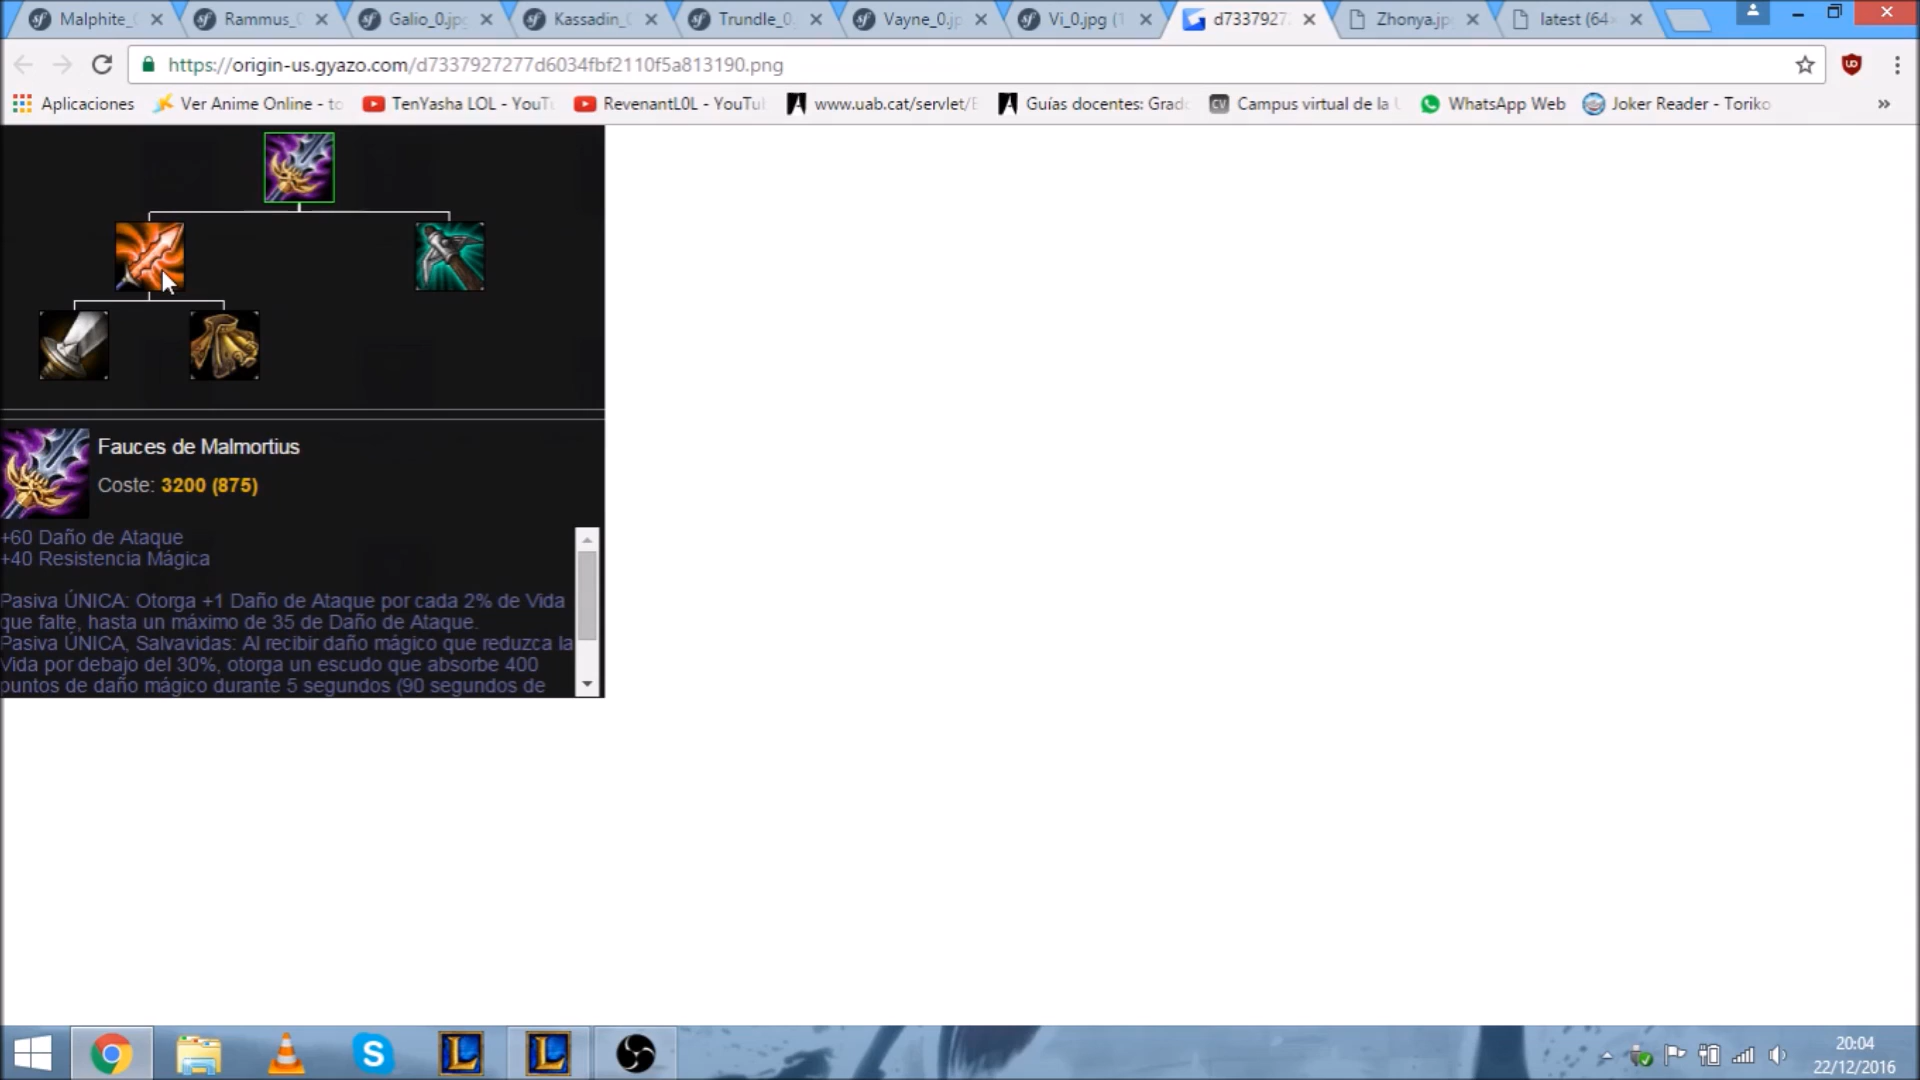 Malphite_ Rammus_ Galio_0.jp Kassadin_ Trundle_0. Vayne_0.jp Vi_0.jpg (1 d7337927 Zhonya.jp latest (64
https://origin-us.gyazo.com/d7337927277d6034fbf2110f5a813190.png
Aplicaciones Ver Anime Online - to TenYasha LOL - YouT RevenantL0L - YouTu www.uab.cat/servlet/ Guías docentes: Grad CV Campus virtual de la WhatsApp Web Joker Reader - Toriko »
Fauces de Malmortius
Coste: 3200 (875)
+60 Daño de Ataque
+40 Resistencia Mágica
Pasiva ÚNICA: Otorga +1 Daño de Ataque por cada 2% de Vida
que falte, hasta un máximo de 35 de Daño de Ataque.
Pasiva ÚNICA, Salvavidas: Al recibir daño mágico que reduzca la
Vida por debajo del 30%, otorga un escudo que absorbe 400
puntos de daño mágico durante 5 segundos (90 segundos de
20:04
22/12/2016